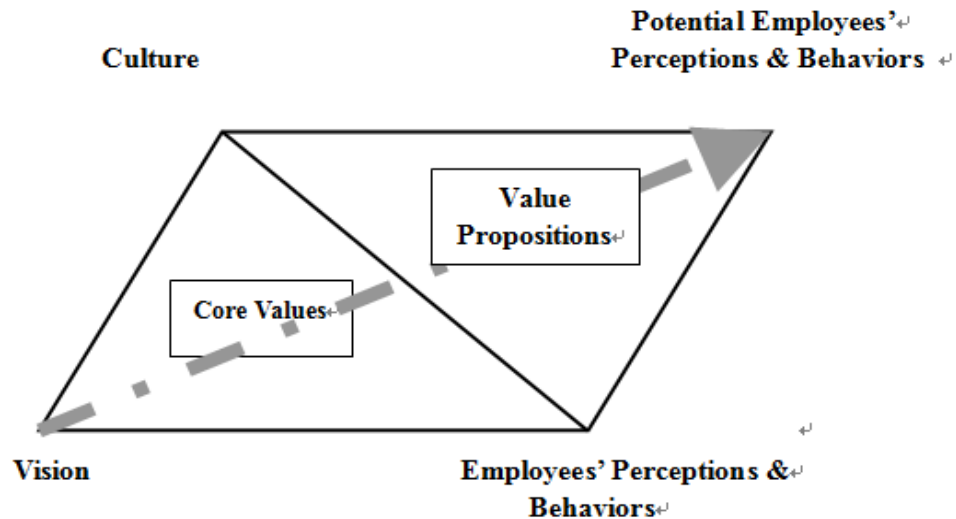 Potential Employees’
Culture
Perceptions & Behaviors
Value
Propositions
Core Values
Vision
Employees’ Perceptions &
Behaviors